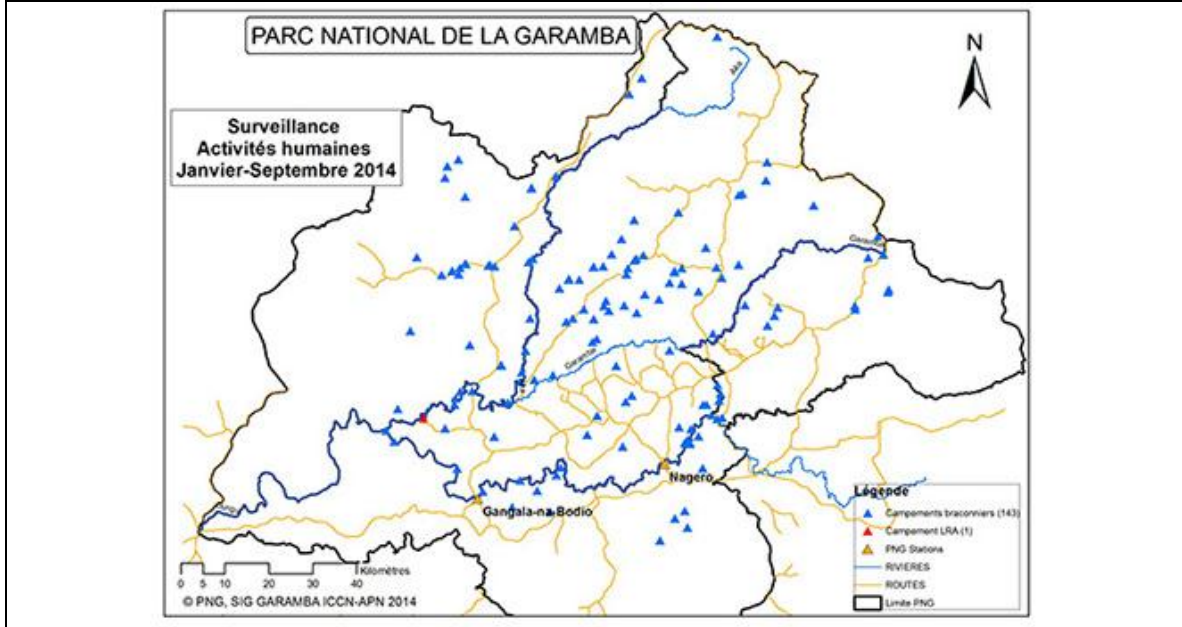 PARC NATIONAL DE LA GARAMBA
N
Surveillance
Activités humaines
Janvier-Septembre 2014
Aka
Garamba
Garamba
Nagero
Gangala-na-Bodio
Légende
Campements braconniers (143)
Campement LRA (1)
PNG Stations
RIVIERES
ROUTES
Limite PNG
Kilomètres
0 5 10 20 30 40
© PNG, SIG GARAMBA ICCN-APN 2014